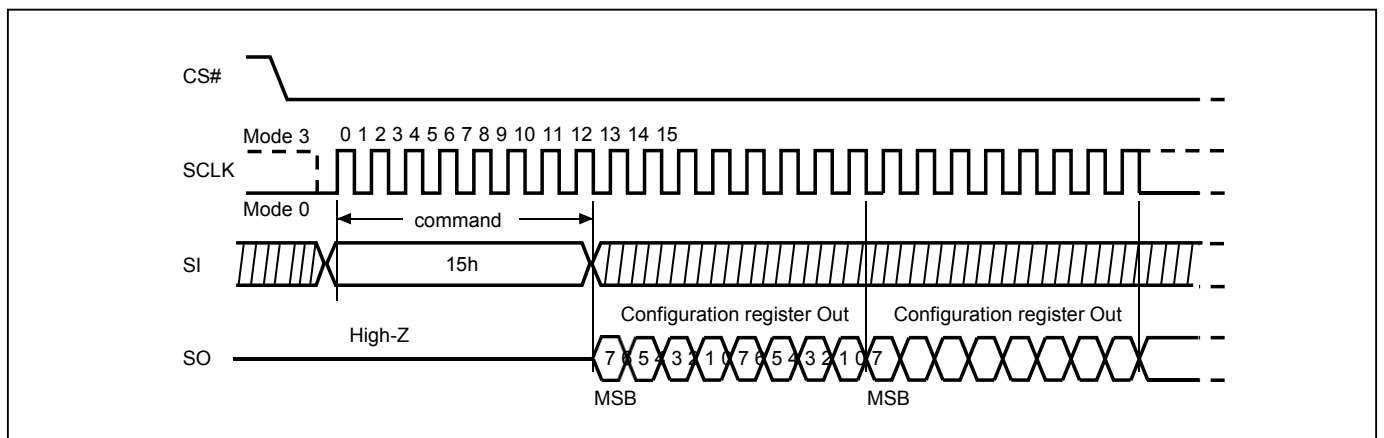 CS#
Mode 3
0 1 2 3 4 5 6 7 8 9 10 11 12 13 14 15
SCLK
Mode 0
command
SI
15h
Configuration register Out
Configuration register Out
High-Z
SO
7 6 5 4 3 2 1 0 7 6 5 4 3 2 1 0 7
MSB
MSB